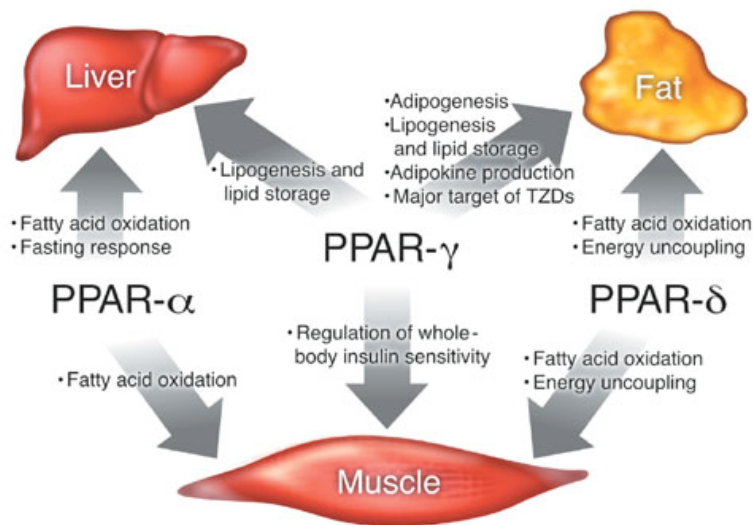 Liver
Fat
• Adipogenesis
• Lipogenesis
and lipid storage
• Adipokine production
• Major target of TZDs
• Lipogenesis and
lipid storage
• Fatty acid oxidation
• Fasting response
• Fatty acid oxidation
• Energy uncoupling
PPAR-γ
PPAR-α
PPAR-δ
• Regulation of whole-
body insulin sensitivity
• Fatty acid oxidation
• Fatty acid oxidation
• Energy uncoupling
Muscle